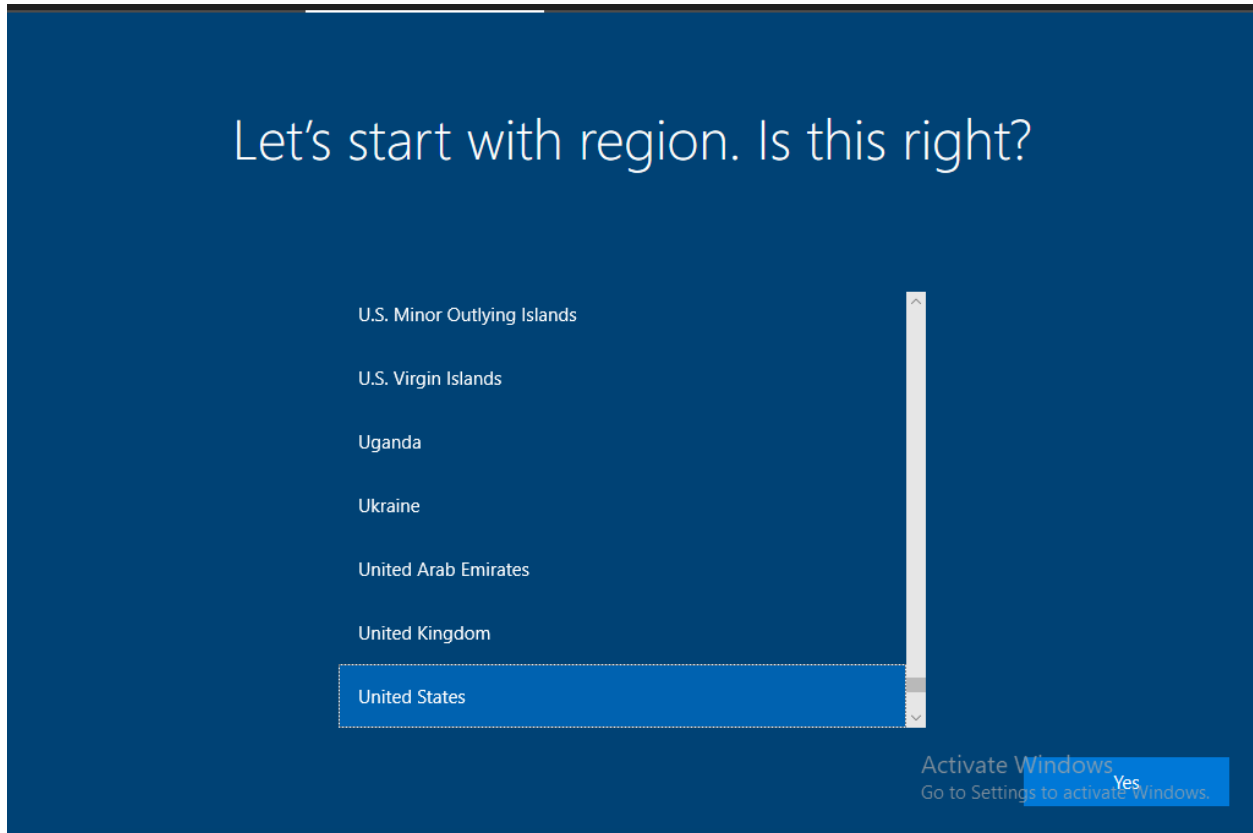 Let's start with region. Is this right?
U.S. Minor Outlying Islands
U.S. Virgin Islands
Uganda
Ukraine
United Arab Emirates
United Kingdom
United States
Activate Windows
Go to Settings to activate Windows.
Yes